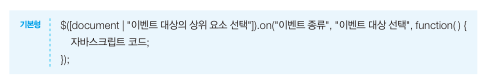 기본형
$([document | "이벤트 대상의 상위 요소 선택"]).on("이벤트 종류", "이벤트 대상 선택", function( ) {
자바스크립트 코드;
});